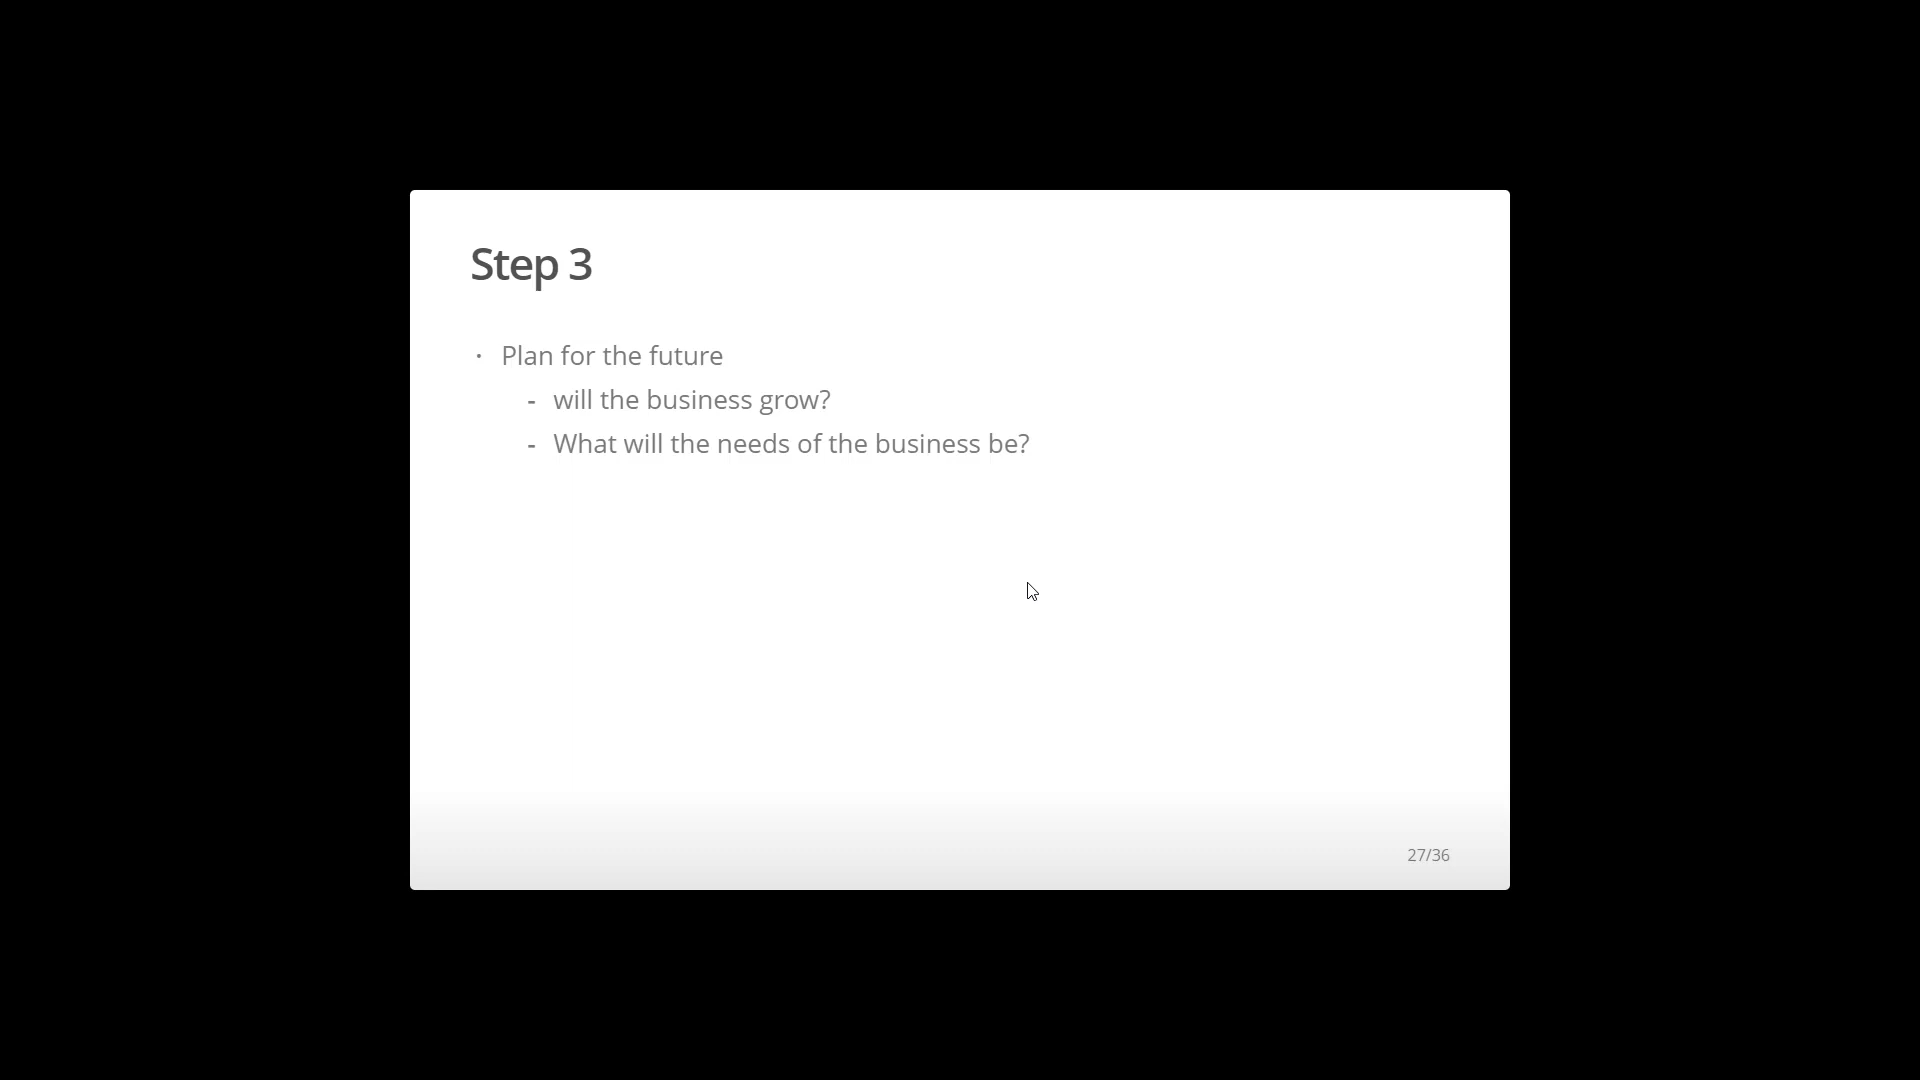 Step 3
· Plan for the future
- will the business grow?
- What will the needs of the business be?
27/36